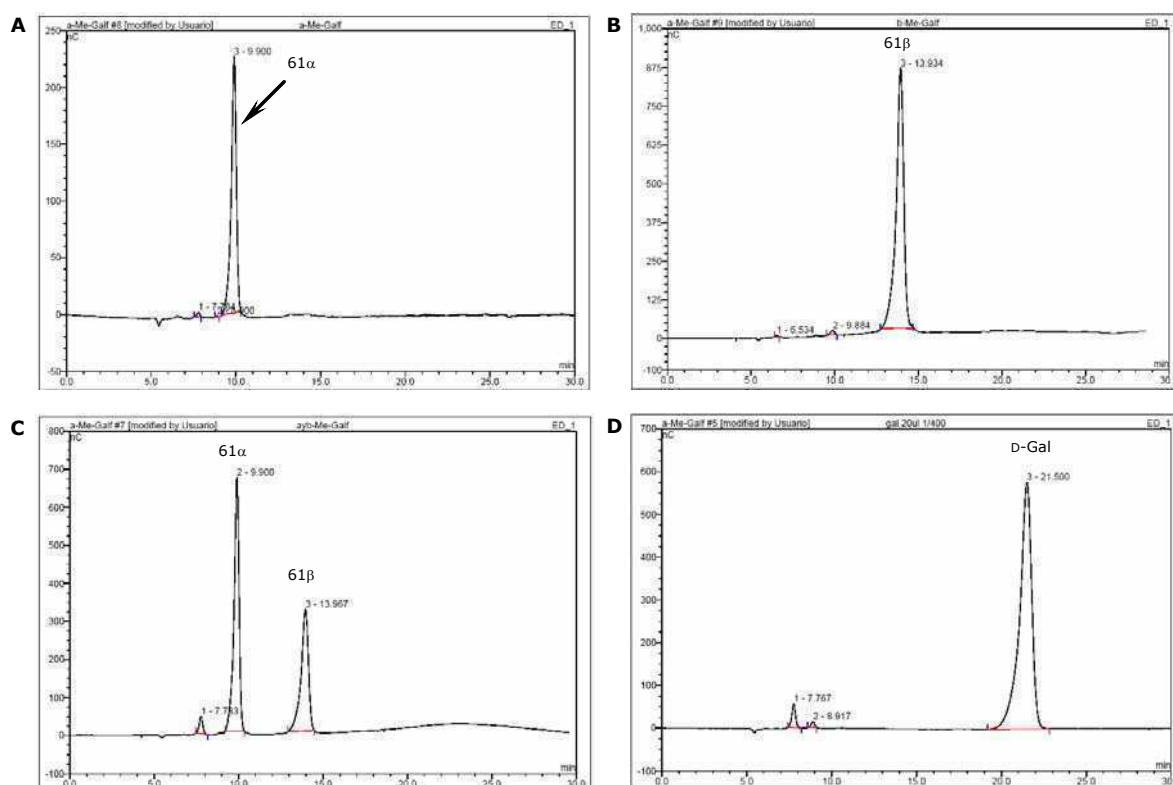 A
a-Me-Galf #6 [modified by Usuario] a-Me-Galf ED_1
nC
3 - 9.900
61α
250
200
150
100
50
0
-50
0.0 5.0 10.0 15.0 20.0 25.0 30.0
min
B
a-Me-Galf #9 [modified by Usuario] b-Me-Galf ED_1
nC
61β
3 - 13.934
1 - 6.534
2 - 9.884
1,000
875
750
625
500
375
250
125
0
-100
0.0 5.0 10.0 15.0 20.0 25.0
min
C
a-Me-Galf #7 [modified by Usuario] ayb-Me-Galf ED_1
nC
61α
2 - 9.900
61β
3 - 13.967
800
700
600
500
400
300
200
100
0
-100
0.0 5.0 10.0 15.0 20.0 25.0 30.0
min
D
a-Me-Galf #5 [modified by Usuario] gal 20ul 1/400 ED_1
nC
D-Gal
3 - 21.500
1 - 7.767
2 - 8.917
700
600
500
400
300
200
100
0
-100
0.0 5.0 10.0 15.0 20.0 25.0
min